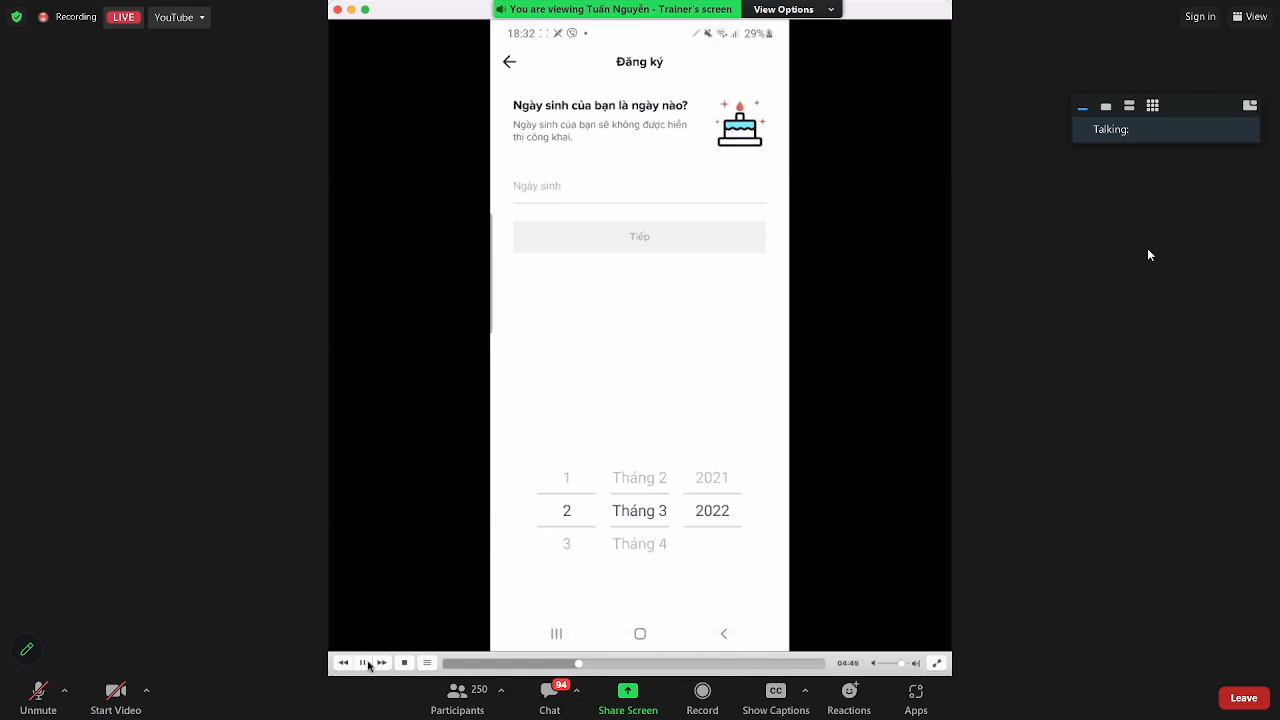 Recording
LIVE
YouTube
You are viewing Tuấn Nguyễn - Trainer's screen
View Options
Sign in
View
18:32
29%
Đăng ký
Ngày sinh của bạn là ngày nào?
Ngày sinh của bạn sẽ không được hiển
thị công khai.
Talking:
Ngày sinh
Tiếp
1 Tháng 2 2021
2 Tháng 3 2022
3 Tháng 4
04:45
Unmute
Start Video
250
Participants
94
Chat
Share Screen
Record
CC
Show Captions
Reactions
Apps
Leave